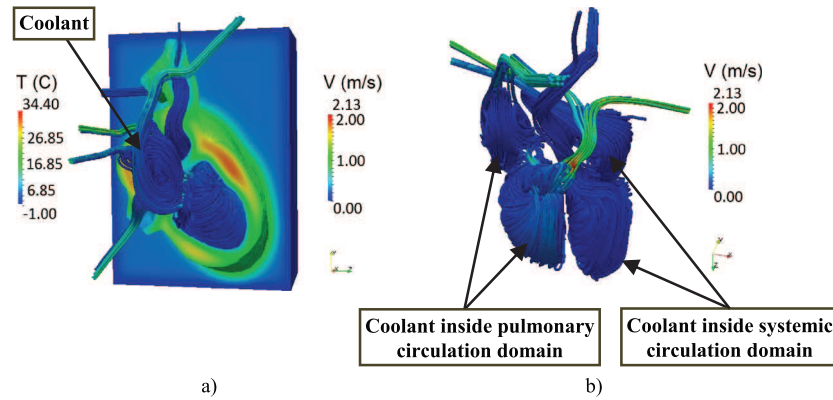 Coolant
T (C)
34.40
26.85
16.85
6.85
-1.00
V (m/s)
2.13
2.00
1.00
0.00
V (m/s)
2.13
2.00
1.00
0.00
Coolant inside pulmonary
circulation domain
Coolant inside systemic
circulation domain
a)
b)